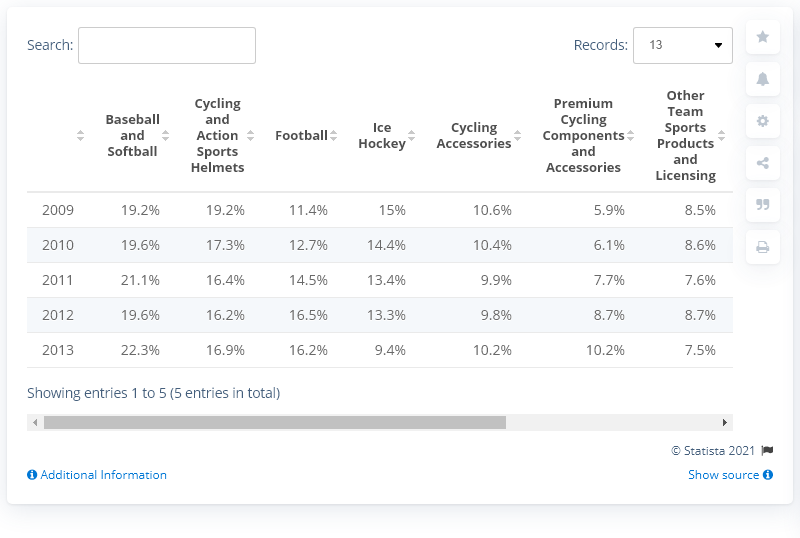 Search:
Records: 13
Baseball and Softball
Cycling and Action Sports Helmets
Football
Ice Hockey
Cycling Accessories
Premium Cycling Components and Accessories
Other Team Sports Products and Licensing
2009 19.2% 19.2% 11.4% 15% 10.6% 5.9% 8.5%
2010 19.6% 17.3% 12.7% 14.4% 10.4% 6.1% 8.6%
2011 21.1% 16.4% 14.5% 13.4% 9.9% 7.7% 7.6%
2012 19.6% 16.2% 16.5% 13.3% 9.8% 8.7% 8.7%
2013 22.3% 16.9% 16.2% 9.4% 10.2% 10.2% 7.5%
Showing entries 1 to 5 (5 entries in total)
© Statista 2021
Additional Information
Show source